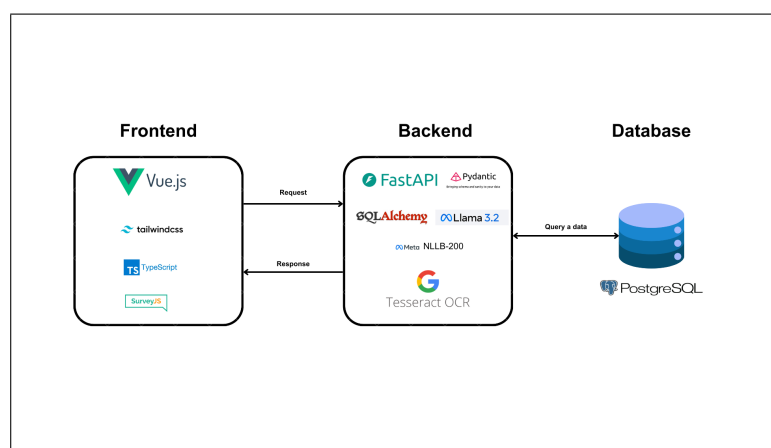 Frontend
Backend
Database
Vue.js
tailwindcss
TS TypeScript
SurveyJS
Request
Response
FastAPI
Pydantic
SQLAlchemy
Llama 3.2
Meta NLLB-200
Tesseract OCR
Query a data
PostgreSQL